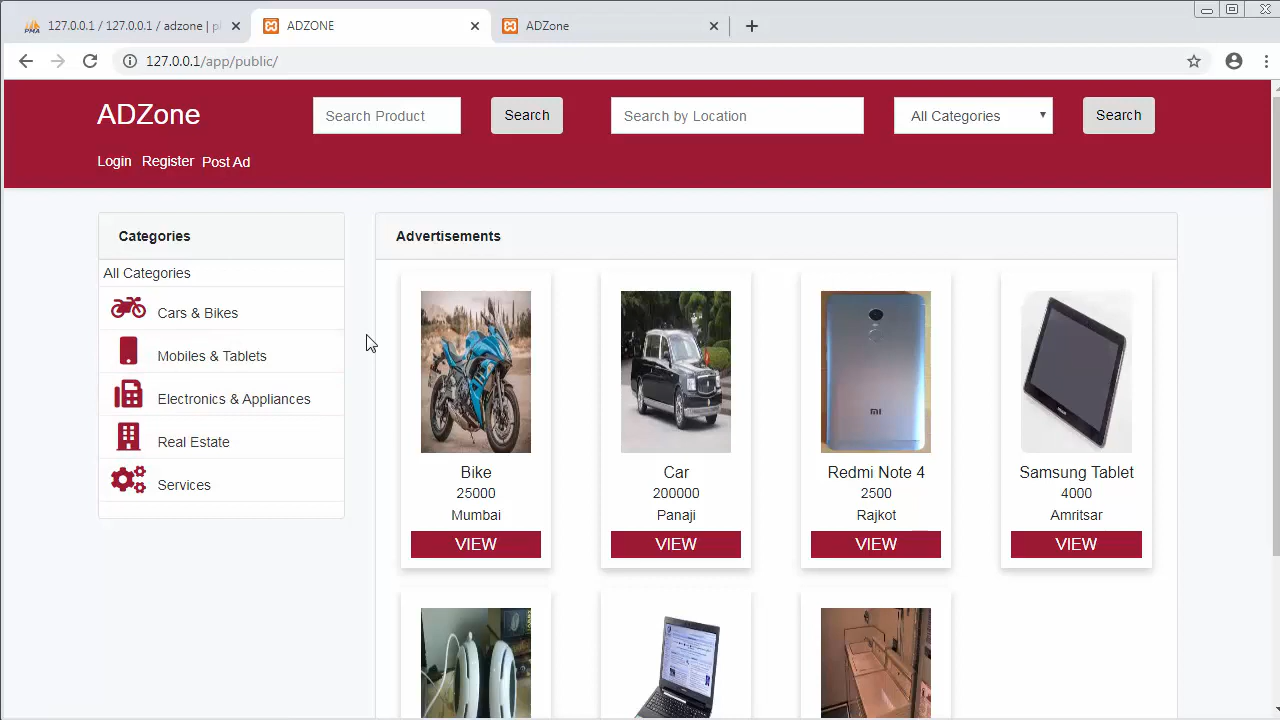 127.0.0.1 / 127.0.0.1 / adzone | p
ADZONE
ADZone
127.0.0.1/app/public/
ADZone
Search Product
Search
Search by Location
All Categories
Search
Login Register Post Ad
Categories
All Categories
Cars & Bikes
Mobiles & Tablets
Electronics & Appliances
Real Estate
Services
Advertisements
Bike
25000
Mumbai
VIEW
Car
200000
Panaji
VIEW
Redmi Note 4
2500
Rajkot
VIEW
Samsung Tablet
4000
Amritsar
VIEW